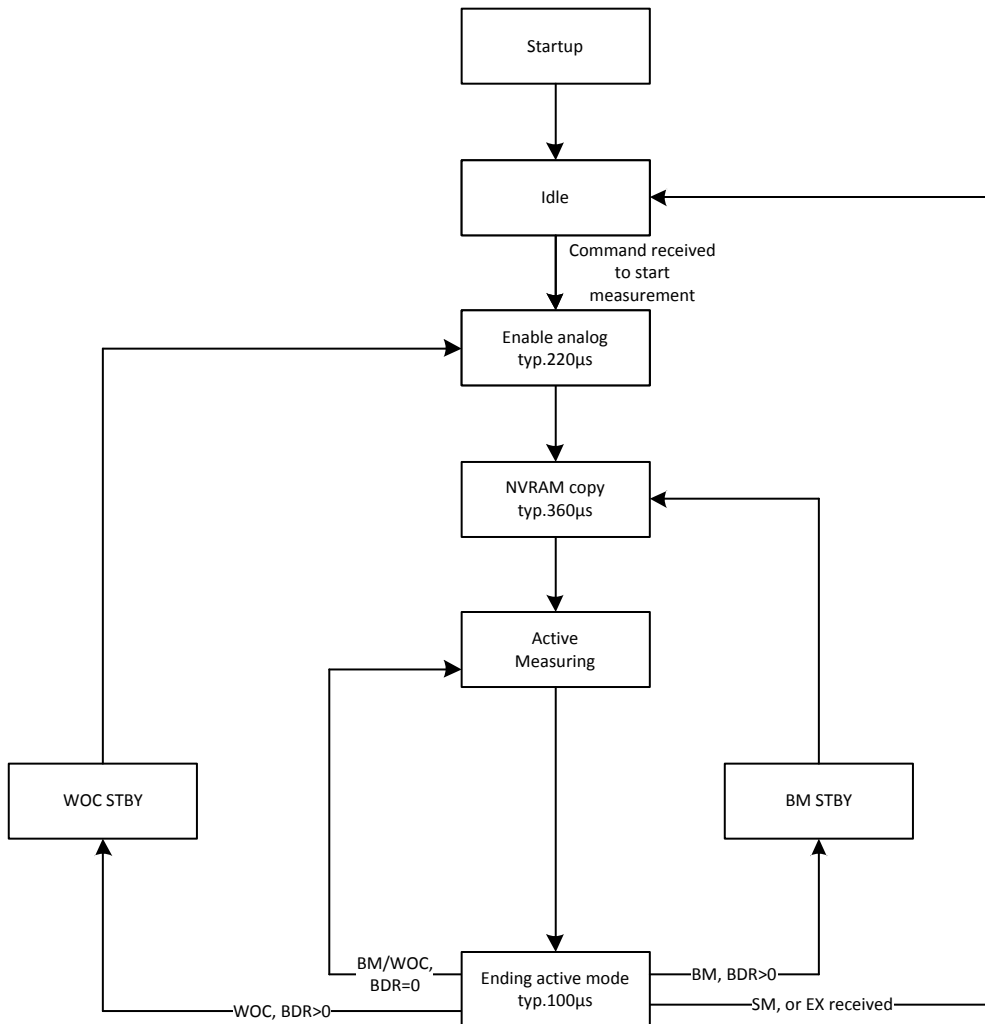 Startup
Idle
Command received
to start
measurement
Enable analog
typ.220µs
NVRAM copy
typ.360µs
Active
Measuring
WOC STBY
BM STBY
BM/WOC,
BDR=0
Ending active mode
typ.100µs
BM, BDR>0
WOC, BDR>0
SM, or EX received